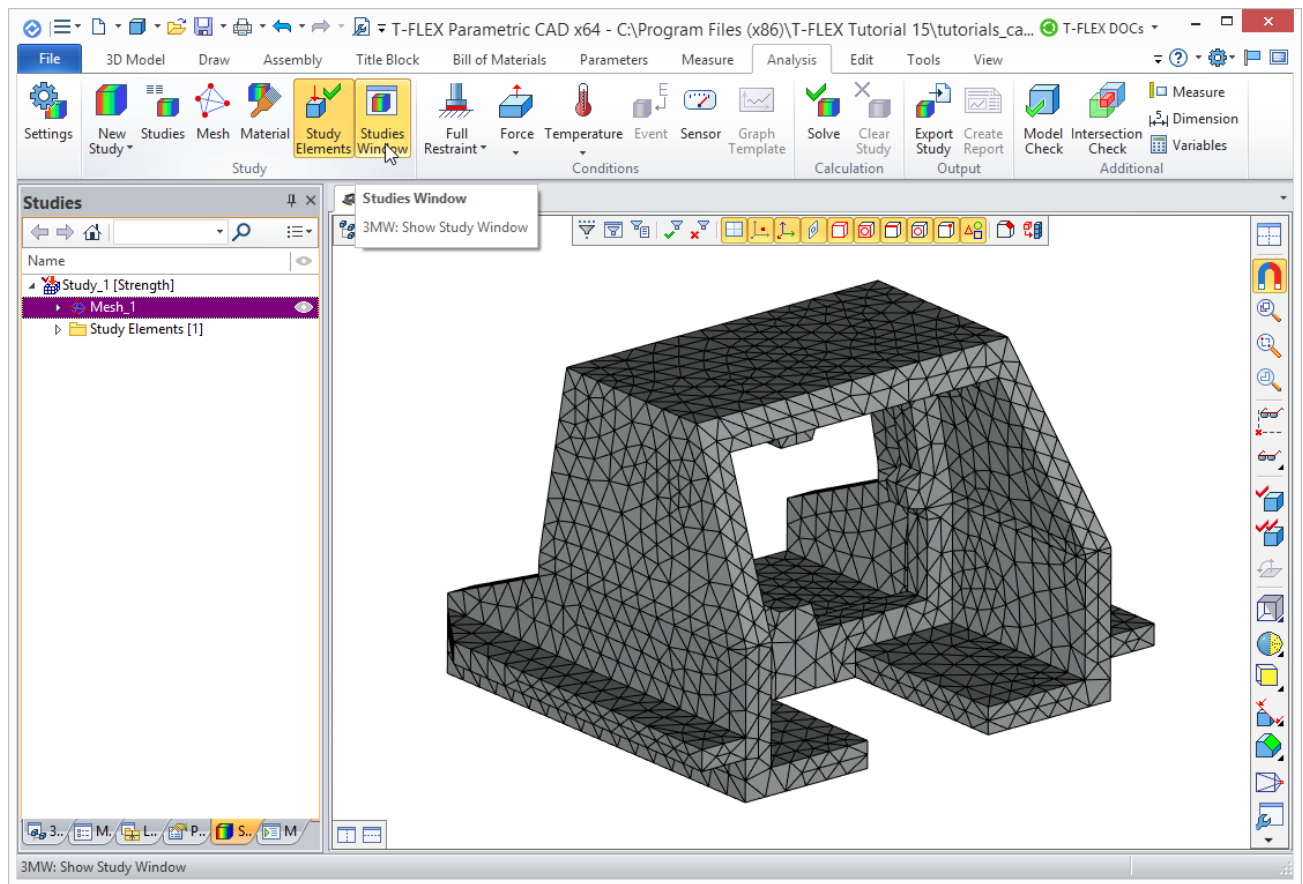 T-FLEX Parametric CAD x64 - C:\Program Files (x86)\T-FLEX Tutorial 15\tutorials_ca... T-FLEX DOCs
File 3D Model Draw Assembly Title Block Bill of Materials Parameters Measure Analysis Edit Tools View
Settings
New Study
Studies
Mesh
Material
Study Elements
Studies Window
Study
Full Restraint
Force
Temperature
Event
Sensor
Graph Template
Conditions
Solve
Clear Study
Calculation
Export Study
Create Report
Output
Model Check
Intersection Check
Measure
Dimension
Variables
Additional
Studies
Studies Window
3MW: Show Study Window
Name
Study_1 [Strength]
Mesh_1
Study Elements [1]
3.. M. L.. P.. S.. M
3MW: Show Study Window